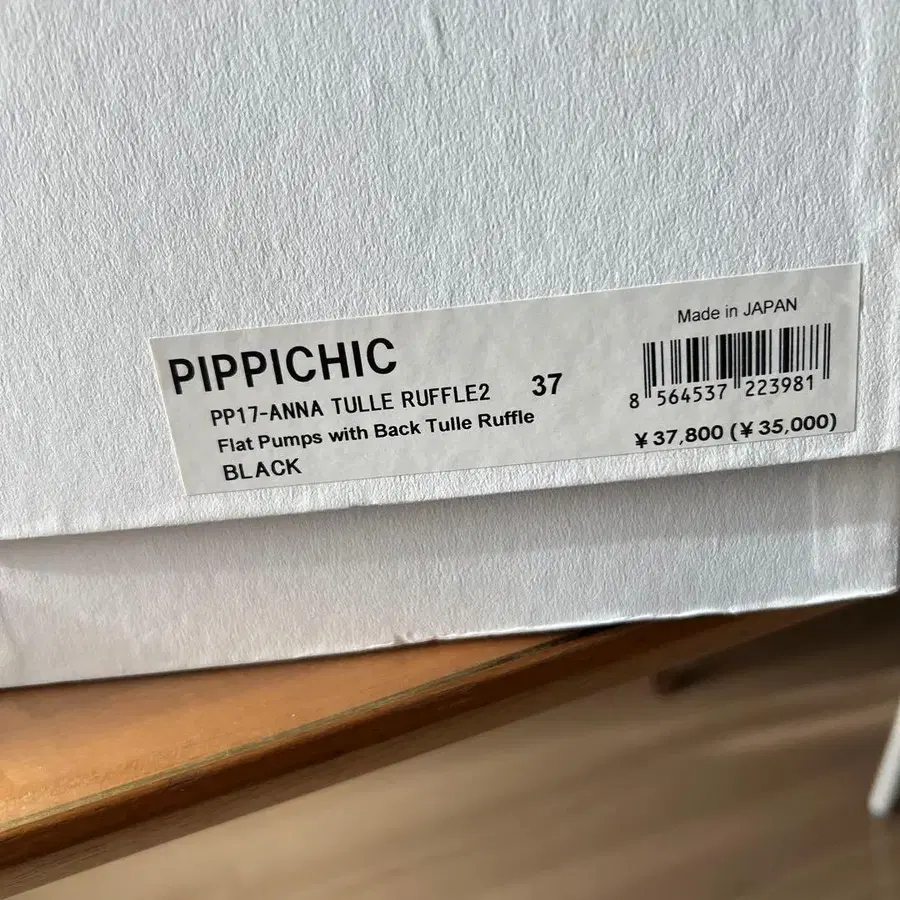 PIPPICHIC
PP17-ANNA TULLE RUFFLE2 37
Flat Pumps with Back Tulle Ruffle
BLACK
Made in JAPAN
8 564537 223981
¥37,800 (¥35,000)